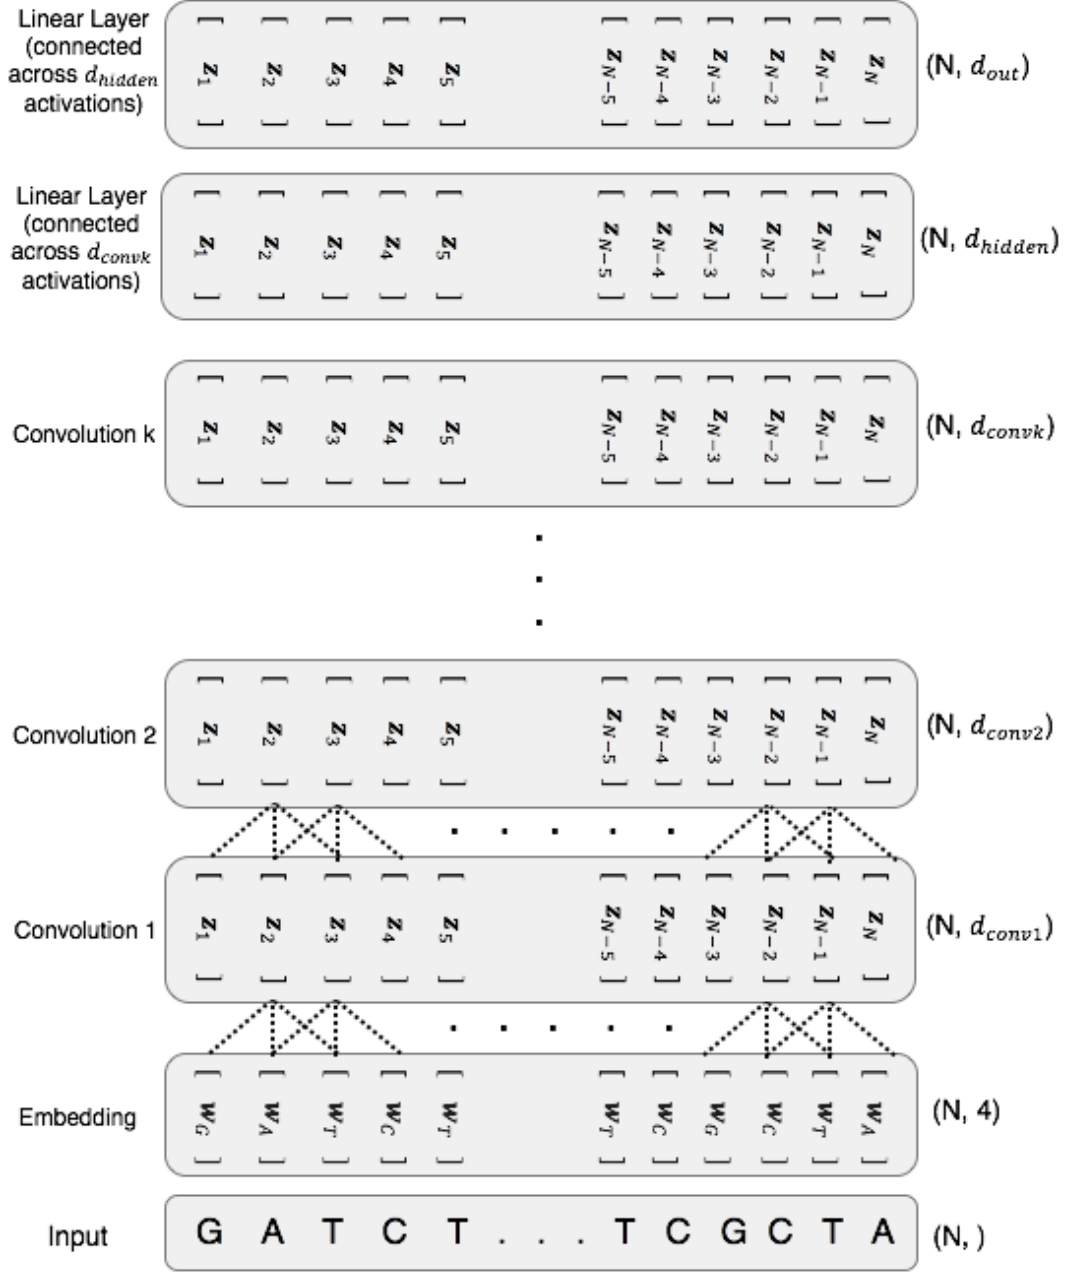 Linear Layer
(connected
across d_hidden
activations)
[ z_1 ] [ z_2 ] [ z_3 ] [ z_4 ] [ z_5 ] [ z_{N-5} ] [ z_{N-4} ] [ z_{N-3} ] [ z_{N-2} ] [ z_{N-1} ] [ z_N ]
(N, d_out)
Linear Layer
(connected
across d_convk
activations)
[ z_1 ] [ z_2 ] [ z_3 ] [ z_4 ] [ z_5 ] [ z_{N-5} ] [ z_{N-4} ] [ z_{N-3} ] [ z_{N-2} ] [ z_{N-1} ] [ z_N ]
(N, d_hidden)
Convolution k
[ z_1 ] [ z_2 ] [ z_3 ] [ z_4 ] [ z_5 ] [ z_{N-5} ] [ z_{N-4} ] [ z_{N-3} ] [ z_{N-2} ] [ z_{N-1} ] [ z_N ]
(N, d_convk)
.
.
.
Convolution 2
[ z_1 ] [ z_2 ] [ z_3 ] [ z_4 ] [ z_5 ] [ z_{N-5} ] [ z_{N-4} ] [ z_{N-3} ] [ z_{N-2} ] [ z_{N-1} ] [ z_N ]
(N, d_conv2)
. . . . .
Convolution 1
[ z_1 ] [ z_2 ] [ z_3 ] [ z_4 ] [ z_5 ] [ z_{N-5} ] [ z_{N-4} ] [ z_{N-3} ] [ z_{N-2} ] [ z_{N-1} ] [ z_N ]
(N, d_conv1)
. . . . .
Embedding
[ w_G ] [ w_A ] [ w_T ] [ w_C ] [ w_T ] [ w_T ] [ w_C ] [ w_G ] [ w_C ] [ w_T ] [ w_A ]
(N, 4)
Input
G A T C T . . . T C G C T A
(N, )